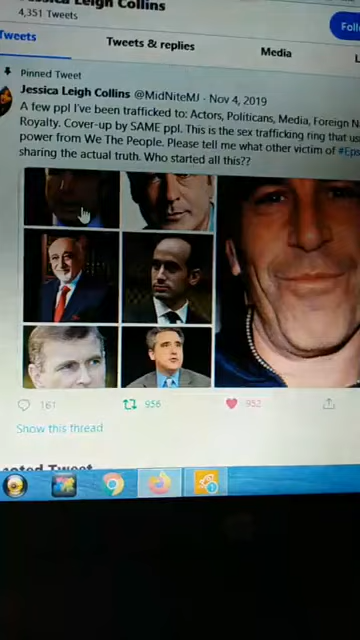 Jessica Leigh Collins
4,351 Tweets
Tweets
Tweets & replies
Media
Pinned Tweet
Jessica Leigh Collins @MidNiteMJ · Nov 4, 2019
A few ppl I've been trafficked to: Actors, Politicans, Media, Foreign N
Royalty. Cover-up by SAME ppl. This is the sex trafficking ring that us
power from We The People. Please tell me what other victim of #Eps
sharing the actual truth. Who started all this??
161
956
952
Show this thread